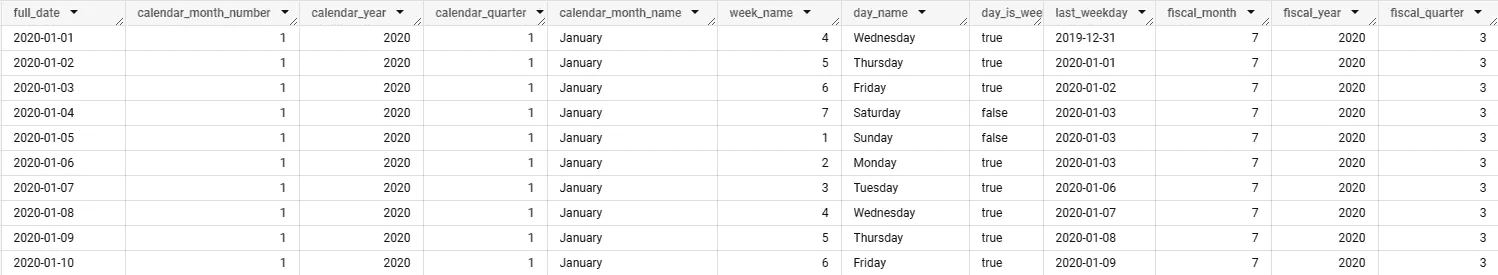 full_date calendar_month_number calendar_year calendar_quarter calendar_month_name week_name day_name day_is_wee last_weekday fiscal_month fiscal_year fiscal_quarter
2020-01-01 1 2020 1 January 4 Wednesday true 2019-12-31 7 2020 3
2020-01-02 1 2020 1 January 5 Thursday true 2020-01-01 7 2020 3
2020-01-03 1 2020 1 January 6 Friday true 2020-01-02 7 2020 3
2020-01-04 1 2020 1 January 7 Saturday false 2020-01-03 7 2020 3
2020-01-05 1 2020 1 January 1 Sunday false 2020-01-03 7 2020 3
2020-01-06 1 2020 1 January 2 Monday true 2020-01-03 7 2020 3
2020-01-07 1 2020 1 January 3 Tuesday true 2020-01-06 7 2020 3
2020-01-08 1 2020 1 January 4 Wednesday true 2020-01-07 7 2020 3
2020-01-09 1 2020 1 January 5 Thursday true 2020-01-08 7 2020 3
2020-01-10 1 2020 1 January 6 Friday true 2020-01-09 7 2020 3